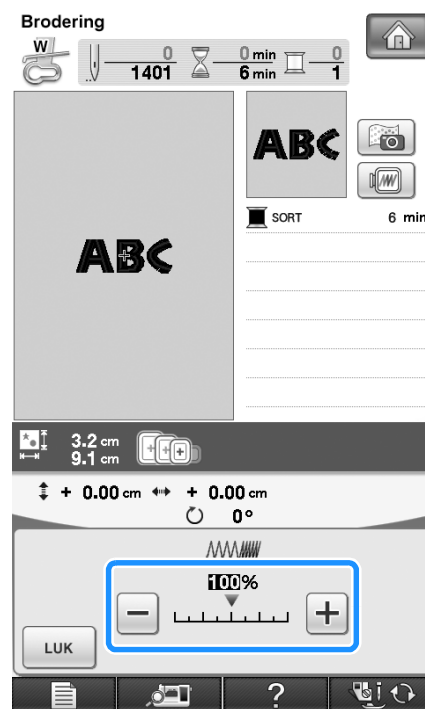 Brodering
W
0
1401
0 min
6 min
0
1
ABC
ABC
SORT 6 min
3.2 cm
9.1 cm
+ 0.00 cm + 0.00 cm
0°
100%
− +
LUK
?